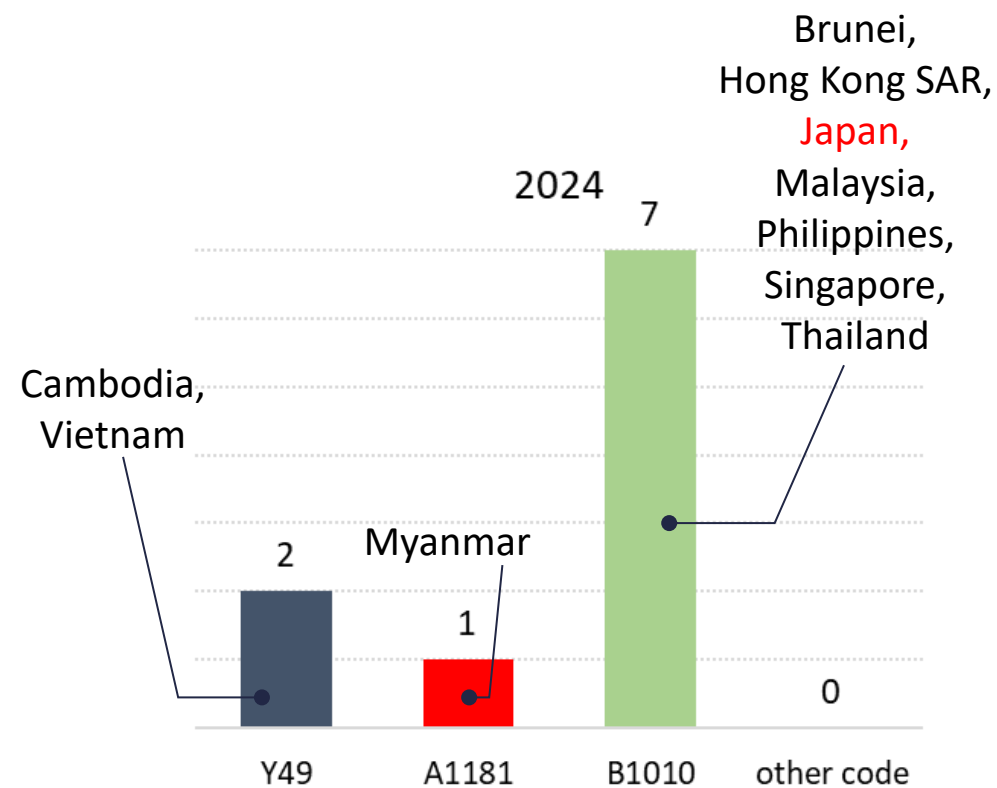 Brunei,
Hong Kong SAR,
Japan,
Malaysia,
Philippines,
Singapore,
Thailand
2024
7
Cambodia,
Vietnam
Myanmar
2
1
0
Y49
A1181
B1010
other code